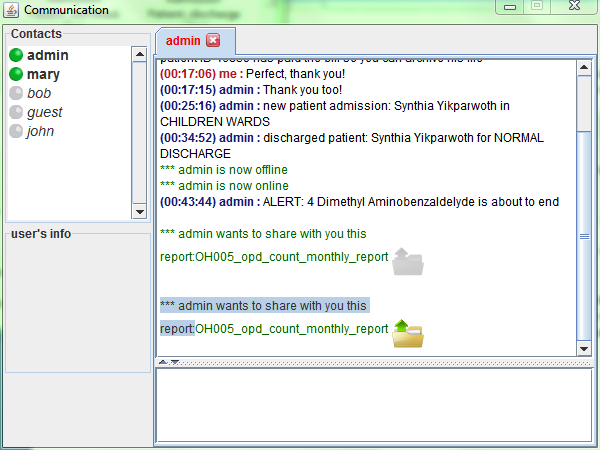 Patient_discharge
Communication
Contacts
admin
mary
bob
guest
john
user's info
admin
(00:17:06) me : Perfect, thank you!
(00:17:15) admin : Thank you too!
(00:25:16) admin : new patient admission: Synthia Yikparwoth in
CHILDREN WARDS
(00:34:52) admin : discharged patient: Synthia Yikparwoth for NORMAL
DISCHARGE
*** admin is now offline
*** admin is now online
(00:43:44) admin : ALERT: 4 Dimethyl Aminobenzaldelyde is about to end
*** admin wants to share with you this
report:OH005_opd_count_monthly_report
*** admin wants to share with you this
report:OH005_opd_count_monthly_report